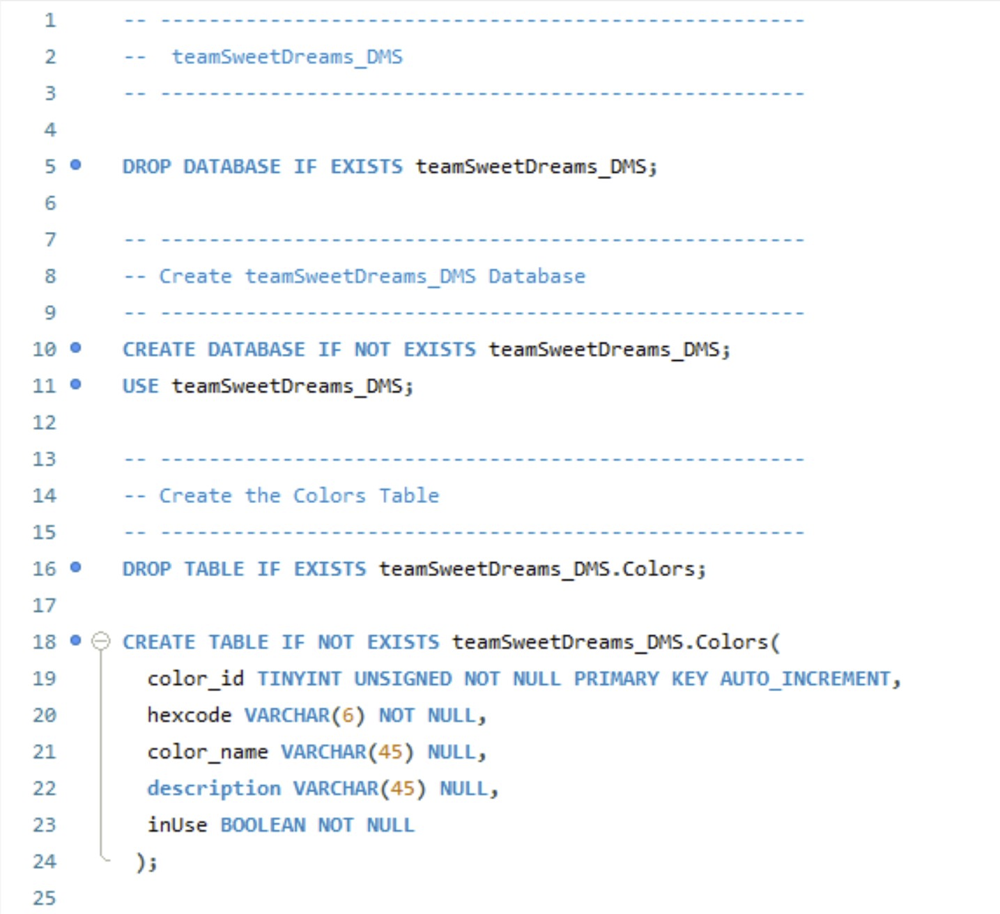 1 -- -----------------------------------------------------
2 --  teamSweetDreams_DMS
3 -- -----------------------------------------------------
4
5 DROP DATABASE IF EXISTS teamSweetDreams_DMS;
6
7 -- -----------------------------------------------------
8 -- Create teamSweetDreams_DMS Database
9 -- -----------------------------------------------------
10 CREATE DATABASE IF NOT EXISTS teamSweetDreams_DMS;
11 USE teamSweetDreams_DMS;
12
13 -- -----------------------------------------------------
14 -- Create the Colors Table
15 -- -----------------------------------------------------
16 DROP TABLE IF EXISTS teamSweetDreams_DMS.Colors;
17
18 CREATE TABLE IF NOT EXISTS teamSweetDreams_DMS.Colors(
19   color_id TINYINT UNSIGNED NOT NULL PRIMARY KEY AUTO_INCREMENT,
20   hexcode VARCHAR(6) NOT NULL,
21   color_name VARCHAR(45) NULL,
22   description VARCHAR(45) NULL,
23   inUse BOOLEAN NOT NULL
24  );
25